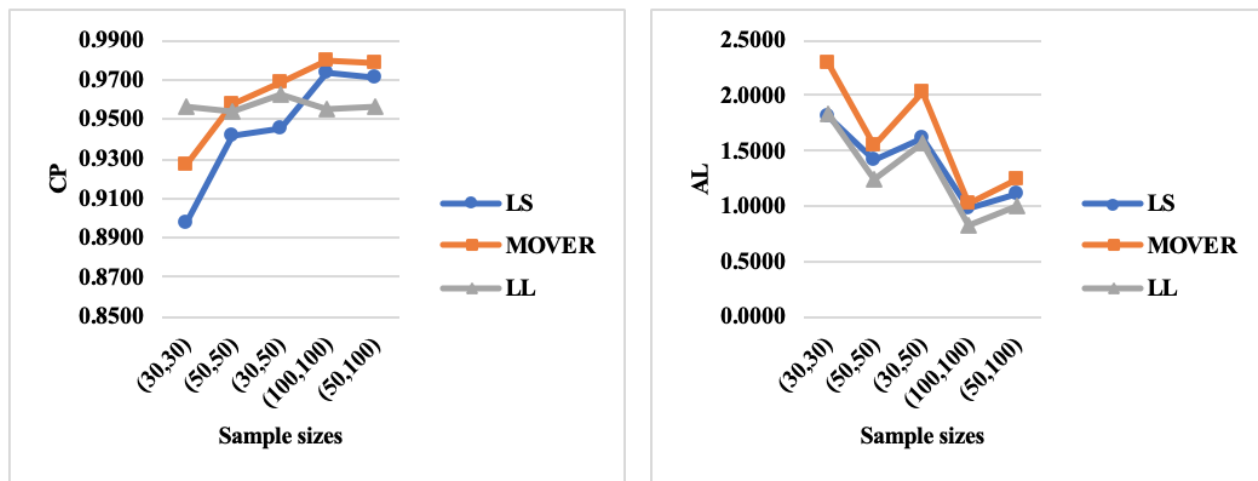 0.9900
0.9700
0.9500
0.9300
0.9100
0.8900
0.8700
0.8500
CP
(30,30)
(50,50)
(30,50)
(100,100)
(50,100)
Sample sizes
LS
MOVER
LL
2.5000
2.0000
1.5000
1.0000
0.5000
0.0000
AL
(30,30)
(50,50)
(30,50)
(100,100)
(50,100)
Sample sizes
LS
MOVER
LL